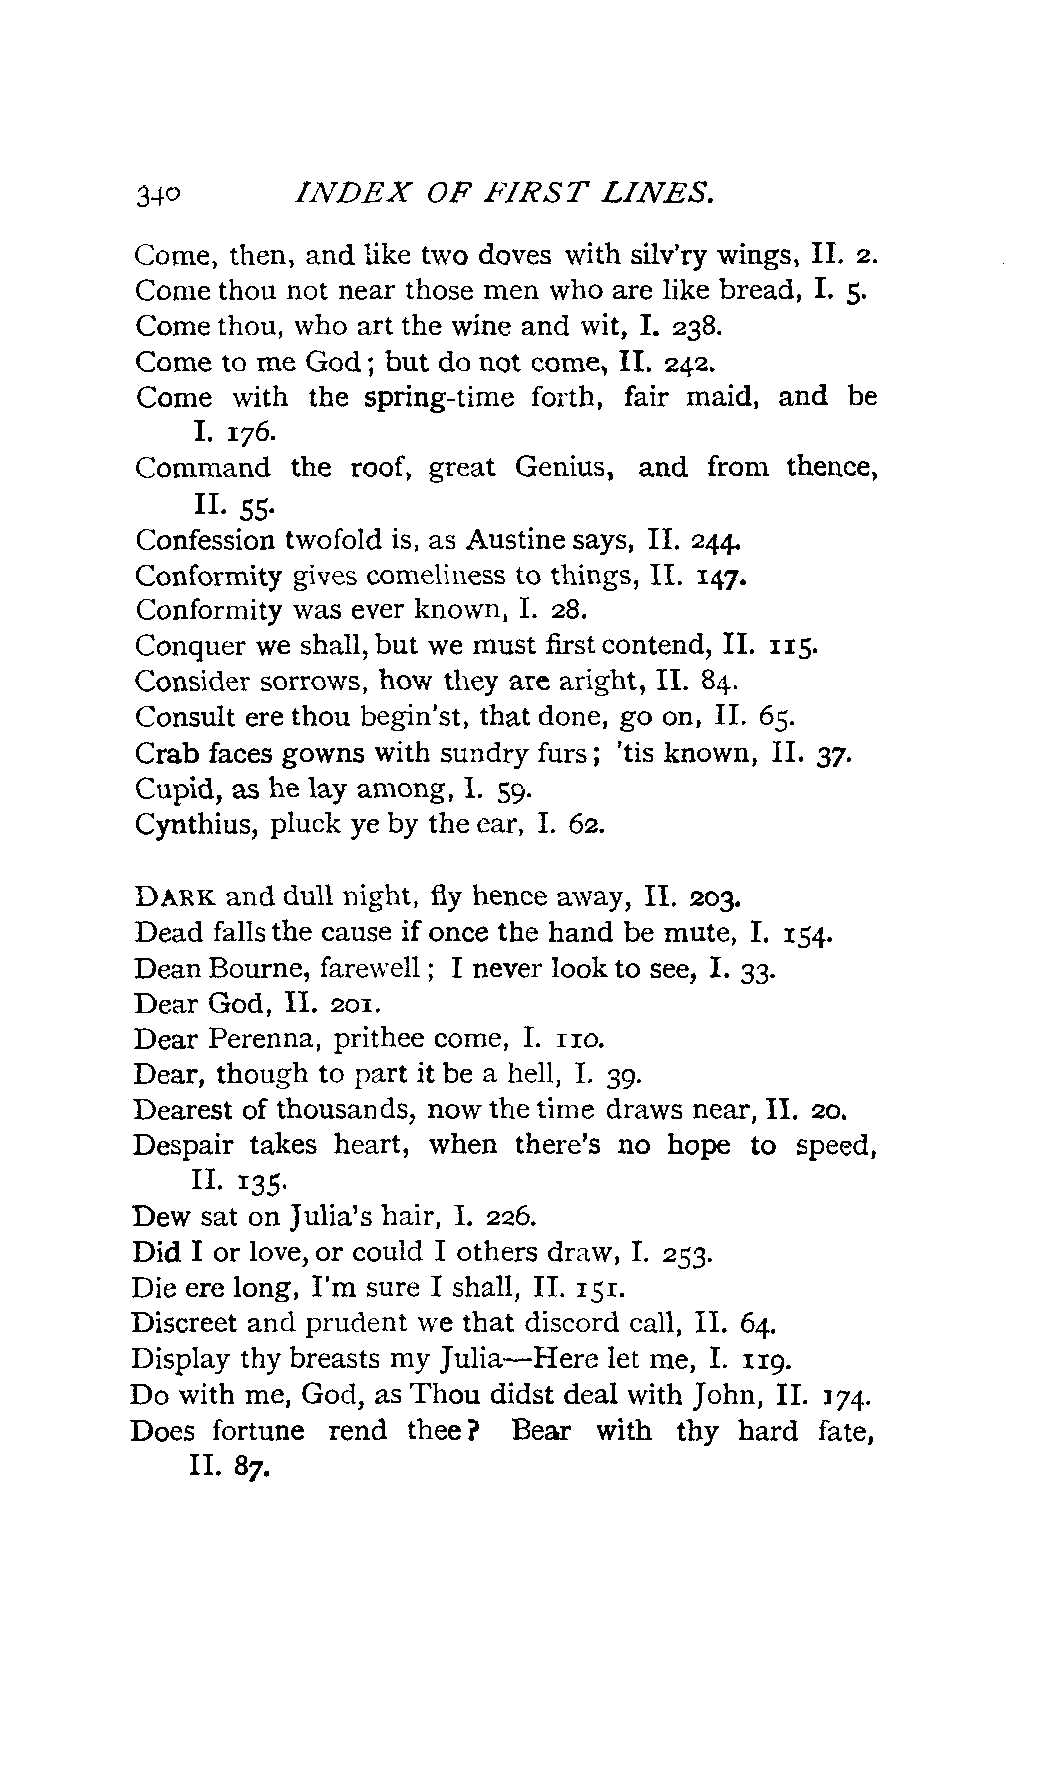 340 INDEX OF FIRST LINES.
Come, then, and like two doves with silv'ry wings, II. 2.
Come thou not near those men who are like bread, I. 5.
Come thou, who art the wine and wit, I. 238.
Come to me God; but do not come, II. 242.
Come with the spring-time forth, fair maid, and be
I. 176.
Command the roof, great Genius, and from thence,
II. 55.
Confession twofold is, as Austine says, II. 244.
Conformity gives comeliness to things, II. 147.
Conformity was ever known, I. 28.
Conquer we shall, but we must first contend, II. 115.
Consider sorrows, how they are aright, II. 84.
Consult ere thou begin'st, that done, go on, II. 65.
Crab faces gowns with sundry furs; 'tis known, II. 37.
Cupid, as he lay among, I. 59.
Cynthius, pluck ye by the ear, I. 62.
DARK and dull night, fly hence away, II. 203.
Dead falls the cause if once the hand be mute, I. 154.
Dean Bourne, farewell; I never look to see, I. 33.
Dear God, II. 201.
Dear Perenna, prithee come, I. 110.
Dear, though to part it be a hell, I. 39.
Dearest of thousands, now the time draws near, II. 20.
Despair takes heart, when there's no hope to speed,
II. 135.
Dew sat on Julia's hair, I. 226.
Did I or love, or could I others draw, I. 253.
Die ere long, I'm sure I shall, II. 151.
Discreet and prudent we that discord call, II. 64.
Display thy breasts my Julia—Here let me, I. 119.
Do with me, God, as Thou didst deal with John, II. 174.
Does fortune rend thee? Bear with thy hard fate,
II. 87.